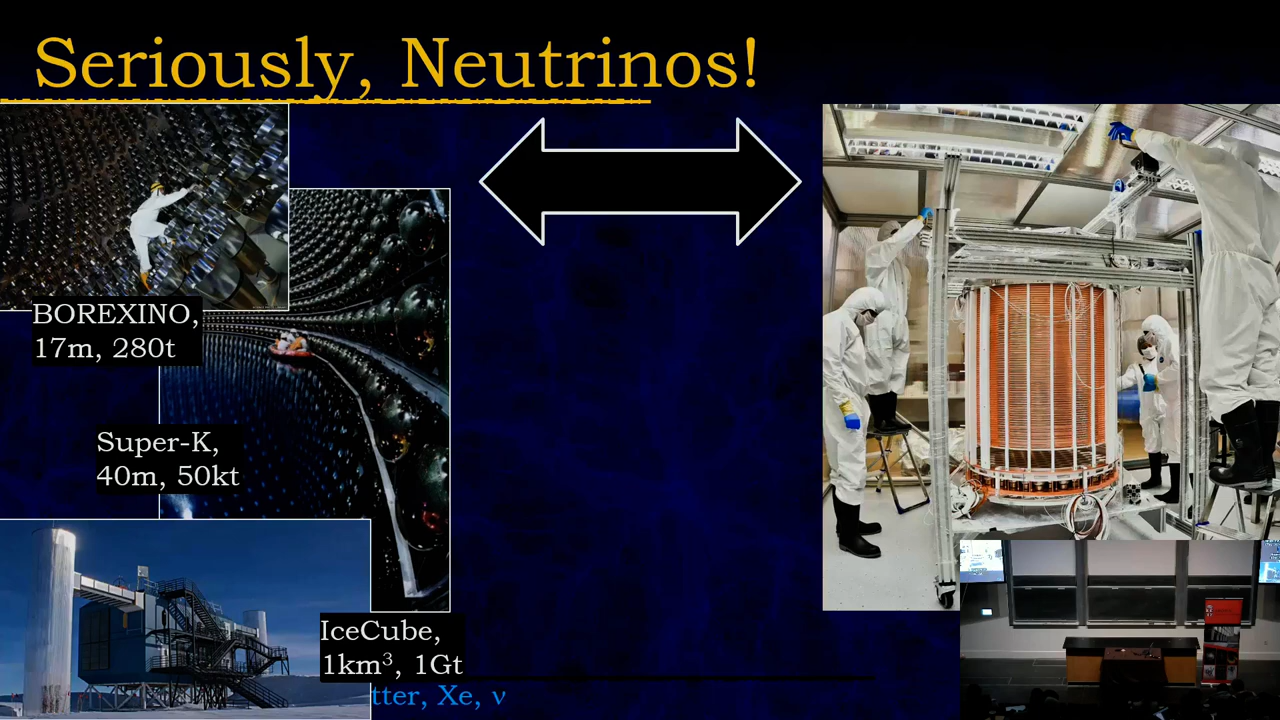 Seriously, Neutrinos!
BOREXINO,
17m, 280t
Super-K,
40m, 50kt
IceCube,
1km³, 1Gt
tter, Xe, ν